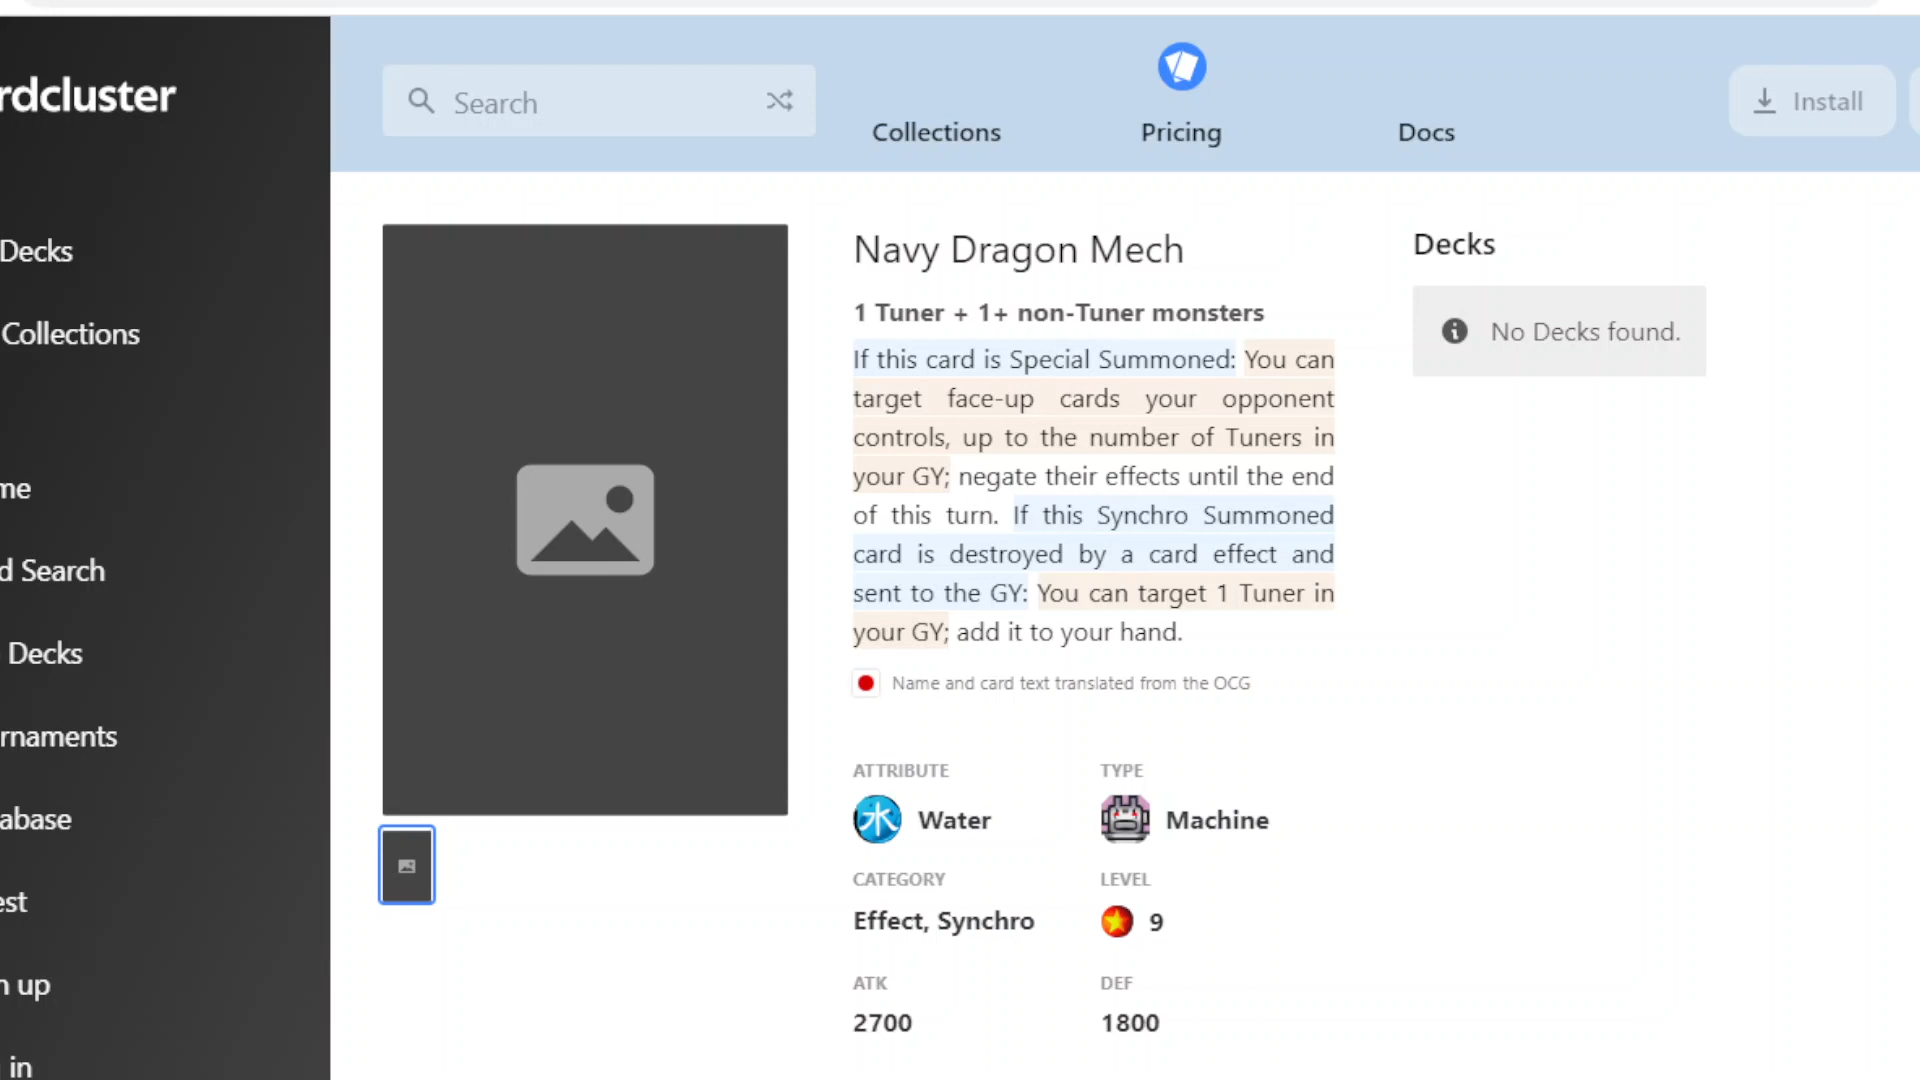 rdcluster
Search
Collections
Pricing
Docs
Install
Decks
Collections
me
d Search
Decks
rnaments
abase
est
n up
in
Navy Dragon Mech
1 Tuner + 1+ non-Tuner monsters
If this card is Special Summoned: You can
target face-up cards your opponent
controls, up to the number of Tuners in
your GY; negate their effects until the end
of this turn. If this Synchro Summoned
card is destroyed by a card effect and
sent to the GY: You can target 1 Tuner in
your GY; add it to your hand.
Name and card text translated from the OCG
ATTRIBUTE
TYPE
水 Water
Machine
CATEGORY
LEVEL
Effect, Synchro
9
ATK
DEF
2700
1800
Decks
No Decks found.